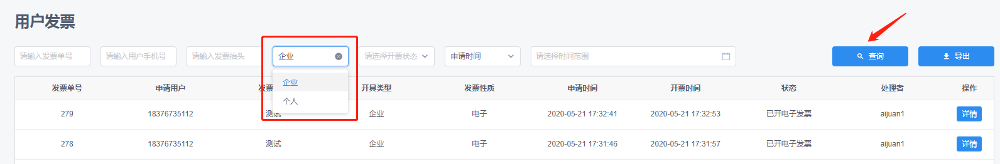 用户发票
请输入发票单号 请输入用户手机号 请输入发票抬头 企业 请选择开票状态 申请时间 请选择时间范围 查询 导出
企业
个人
发票单号 申请用户 发票 开具类型 发票性质 申请时间 开票时间 状态 处理者 操作
279 18376735112 测试 企业 电子 2020-05-21 17:32:41 2020-05-21 17:32:53 已开电子发票 aijuan1 详情
278 18376735112 测试 企业 电子 2020-05-21 17:31:46 2020-05-21 17:31:57 已开电子发票 aijuan1 详情